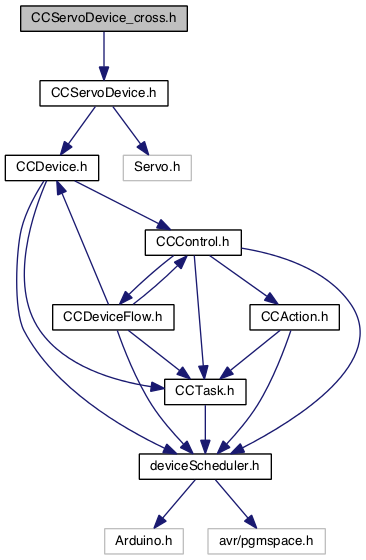 CCServoDevice_cross.h
CCServoDevice.h
CCDevice.h
Servo.h
CCControl.h
CCDeviceFlow.h
CCAction.h
CCTask.h
deviceScheduler.h
Arduino.h
avr/pgmspace.h